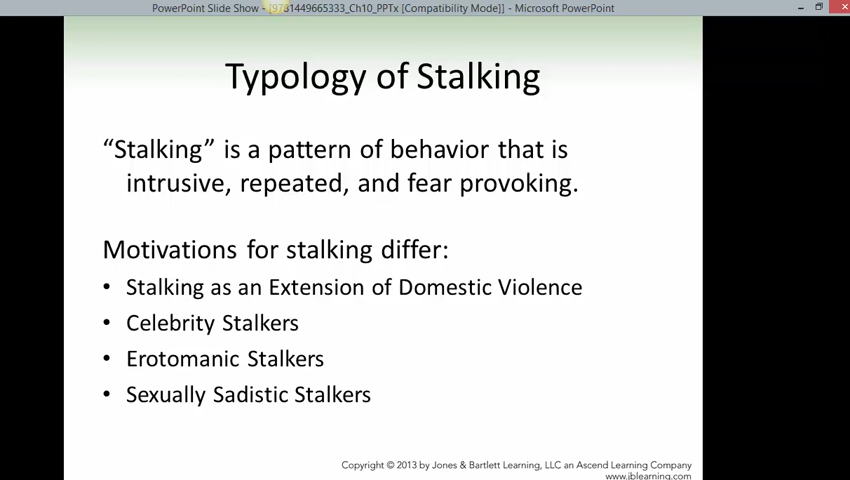 PowerPoint Slide Show - [9781449665333_Ch10_PPTx [Compatibility Mode]] - Microsoft PowerPoint
Typology of Stalking
“Stalking” is a pattern of behavior that is
intrusive, repeated, and fear provoking.
Motivations for stalking differ:
• Stalking as an Extension of Domestic Violence
• Celebrity Stalkers
• Erotomanic Stalkers
• Sexually Sadistic Stalkers
Copyright © 2013 by Jones & Bartlett Learning, LLC an Ascend Learning Company
www.jblearning.com